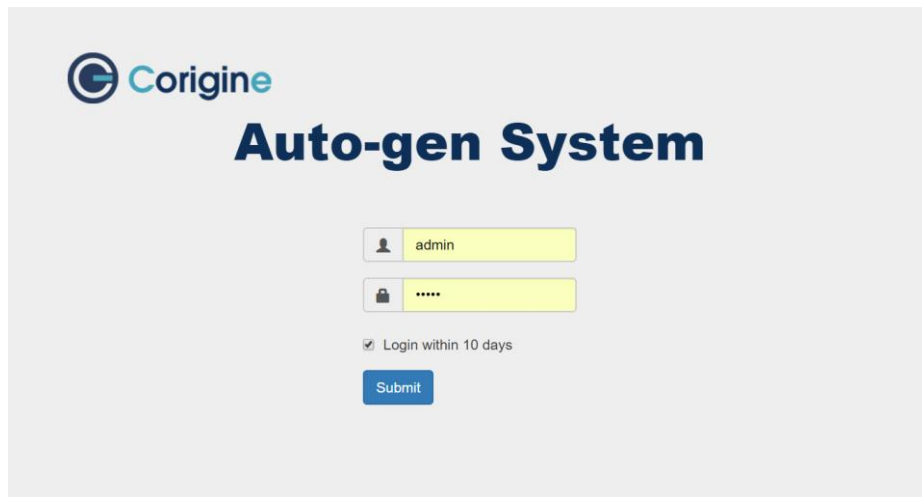 Corigine
Auto-gen System
admin
•••••
Login within 10 days
Submit